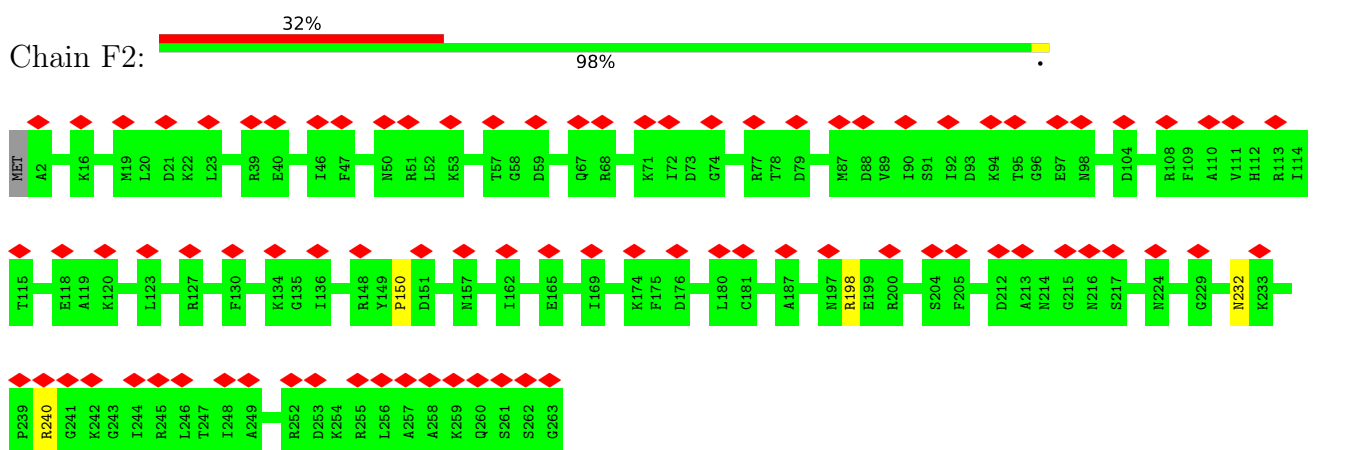 32%
Chain F2:
98%
•
MET A2 K16 M19 L20 D21 K22 L23 R39 E40 I46 F47 N50 R51 L52 K53 T57 G58 D59 Q67 R68 K71 I72 D73 G74 R77 T78 D79 M87 D88 V89 I90 S91 I92 D93 K94 T95 G96 E97 N98 D104 R108 F109 A110 V111 H112 R113 I114
T115 E118 A119 K120 L123 R127 F130 K134 G135 I136 R148 Y149 P150 D151 N157 I162 E165 I169 K174 F175 D176 L180 C181 A187 N197 R198 E199 R200 S204 F205 D212 A213 N214 G215 N216 S217 N224 G229 N232 K233
P239 R240 G241 K242 G243 I244 R245 L246 T247 I248 A249 R252 D253 K254 R255 L256 A257 A258 K259 Q260 S261 S262 G263